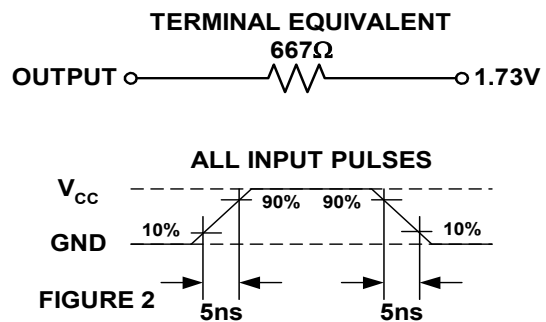 TERMINAL EQUIVALENT
667Ω
OUTPUT 1.73V
ALL INPUT PULSES
VCC
90% 90%
10% 10%
GND
FIGURE 2
5ns 5ns